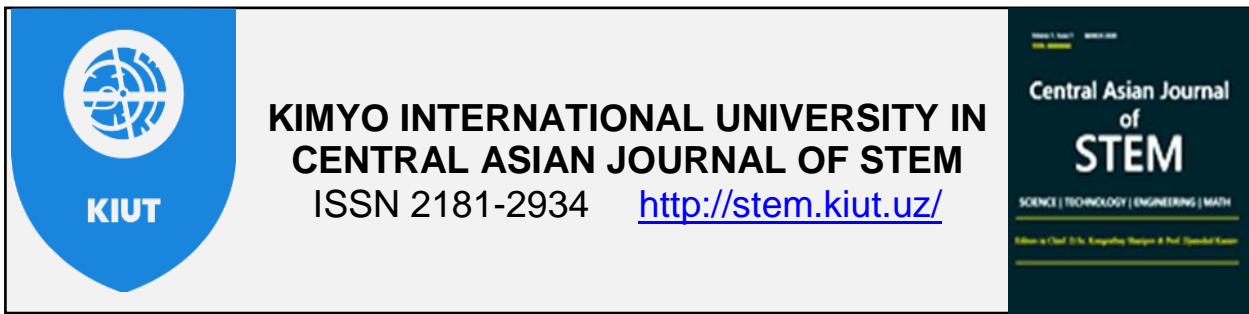 KIUT
KIMYO INTERNATIONAL UNIVERSITY IN
CENTRAL ASIAN JOURNAL OF STEM
ISSN 2181-2934 http://stem.kiut.uz/
Central Asian Journal
of
STEM
SCIENCE | TECHNOLOGY | ENGINEERING | MATH